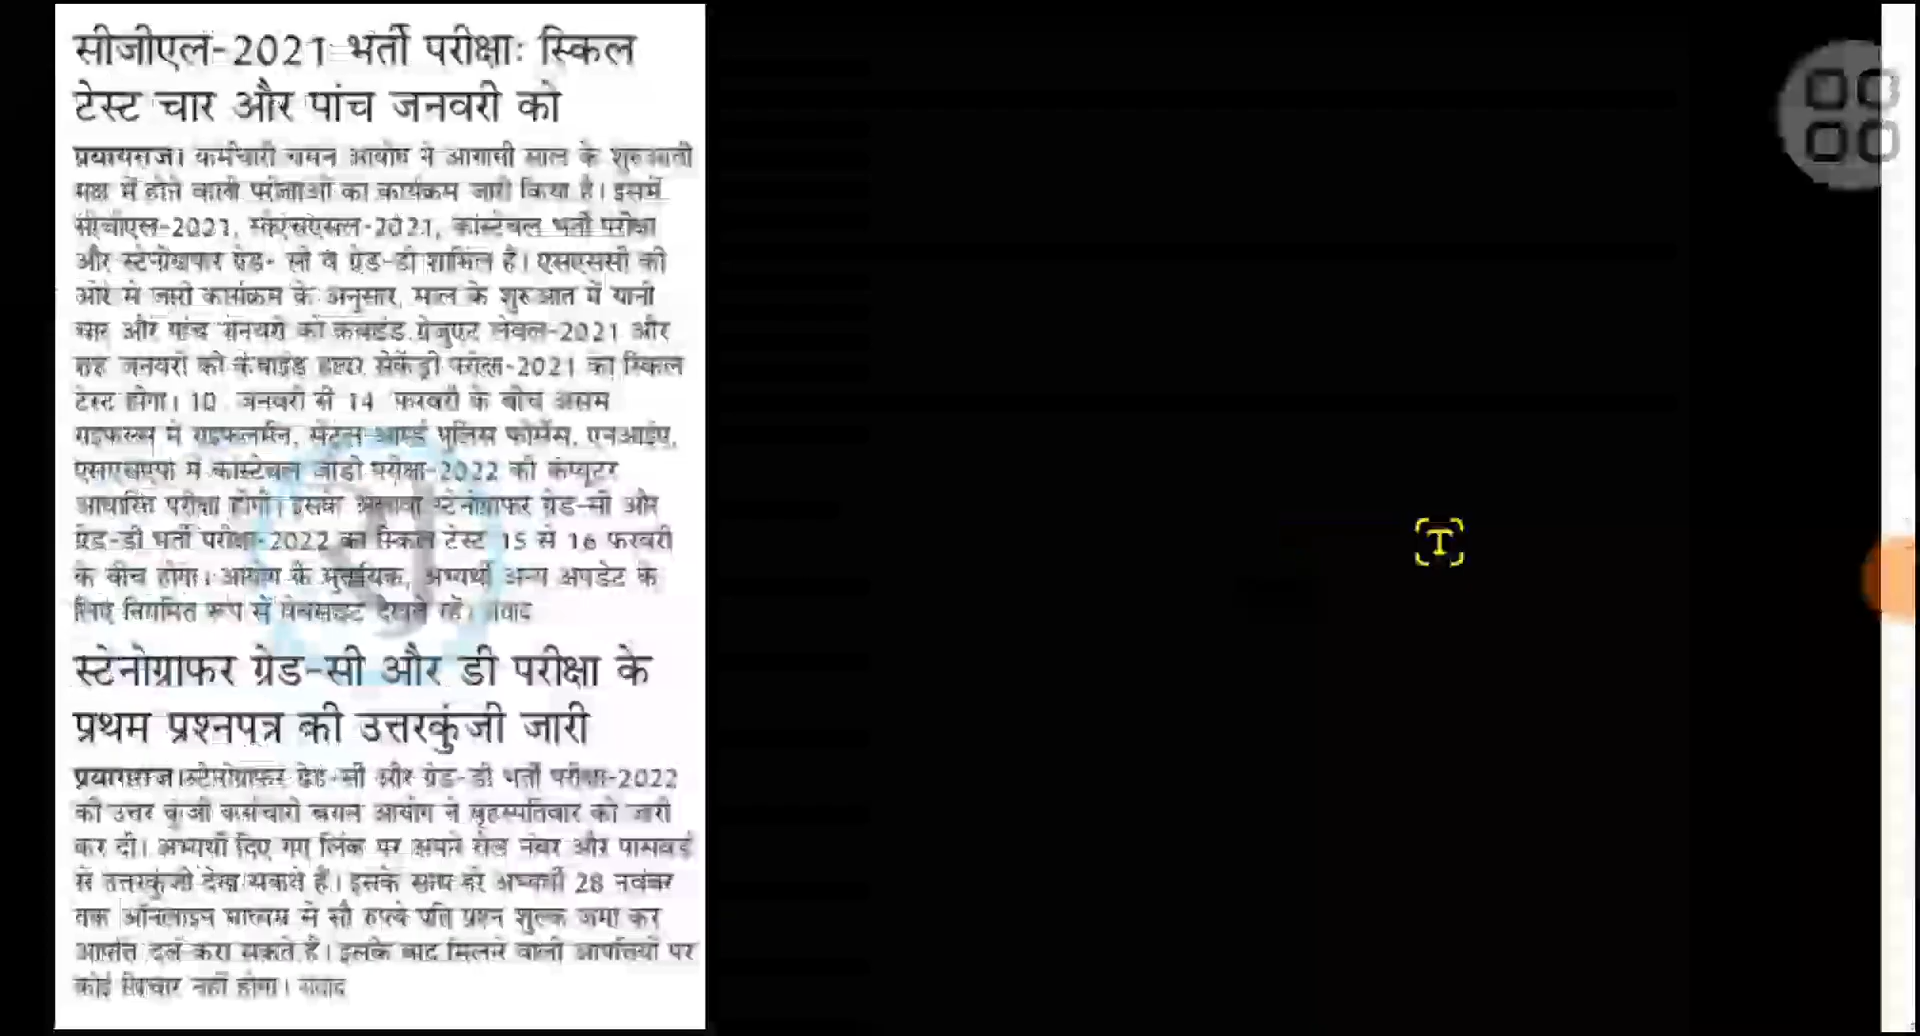 सीजीएल-2021 भर्ती परीक्षाः स्किल
टेस्ट चार और पांच जनवरी को
प्रयागराज। कर्मचारी चयन आयोग ने आगामी साल के शुरुआती
में होने वाली परीक्षाओं का कार्यक्रम जारी किया है। इसमें
सीजीएल-2021, सीएचएसएल-2021, कांस्टेबल भर्ती परीक्षा
और स्टेनोग्राफर ग्रेड- सी व ग्रेड-डी शामिल है। एसएससी की
ओर से जारी कार्यक्रम के अनुसार, साल के शुरुआत में यानी
चार और पांच जनवरी को कंबाइंड ग्रेजुएट लेवल-2021 और
छह जनवरी को कंबाइंड हायर सेकेंड्री परीक्षा-2021 का स्किल
टेस्ट होगा। 10 जनवरी से 14 फरवरी के बीच असम
राइफल्स में राइफलमैन, सेंट्रल आर्म्ड पुलिस फोर्सेस, एनआईए,
एसएसएफ में कांस्टेबल जीडी परीक्षा-2022 की कंप्यूटर
आधारित परीक्षा होगी। इसके अलावा स्टेनोग्राफर ग्रेड-सी और
ग्रेड-डी भर्ती परीक्षा-2022 का स्किल टेस्ट 15 से 16 फरवरी
के बीच होगा। आयोग के मुताबिक, अभ्यर्थी अन्य अपडेट के
लिए नियमित रूप से वेबसाइट देखते रहें। संवाद
स्टेनोग्राफर ग्रेड-सी और डी परीक्षा के
प्रथम प्रश्नपत्र की उत्तरकुंजी जारी
प्रयागराज। स्टेनोग्राफर ग्रेड-सी और ग्रेड-डी भर्ती परीक्षा-2022
की उत्तर कुंजी कर्मचारी चयन आयोग ने बृहस्पतिवार को जारी
कर दी। अभ्यर्थी दिए गए लिंक पर अपने रोल नंबर और पासवर्ड
से उत्तरकुंजी देख सकते हैं। इसके साथ ही अभ्यर्थी 28 नवंबर
तक ऑनलाइन माध्यम से सौ रुपये प्रति प्रश्न शुल्क जमा कर
आपत्ति दर्ज करा सकते हैं। इसके बाद मिलने वाली आपत्तियों पर
कोई विचार नहीं होगा। संवाद